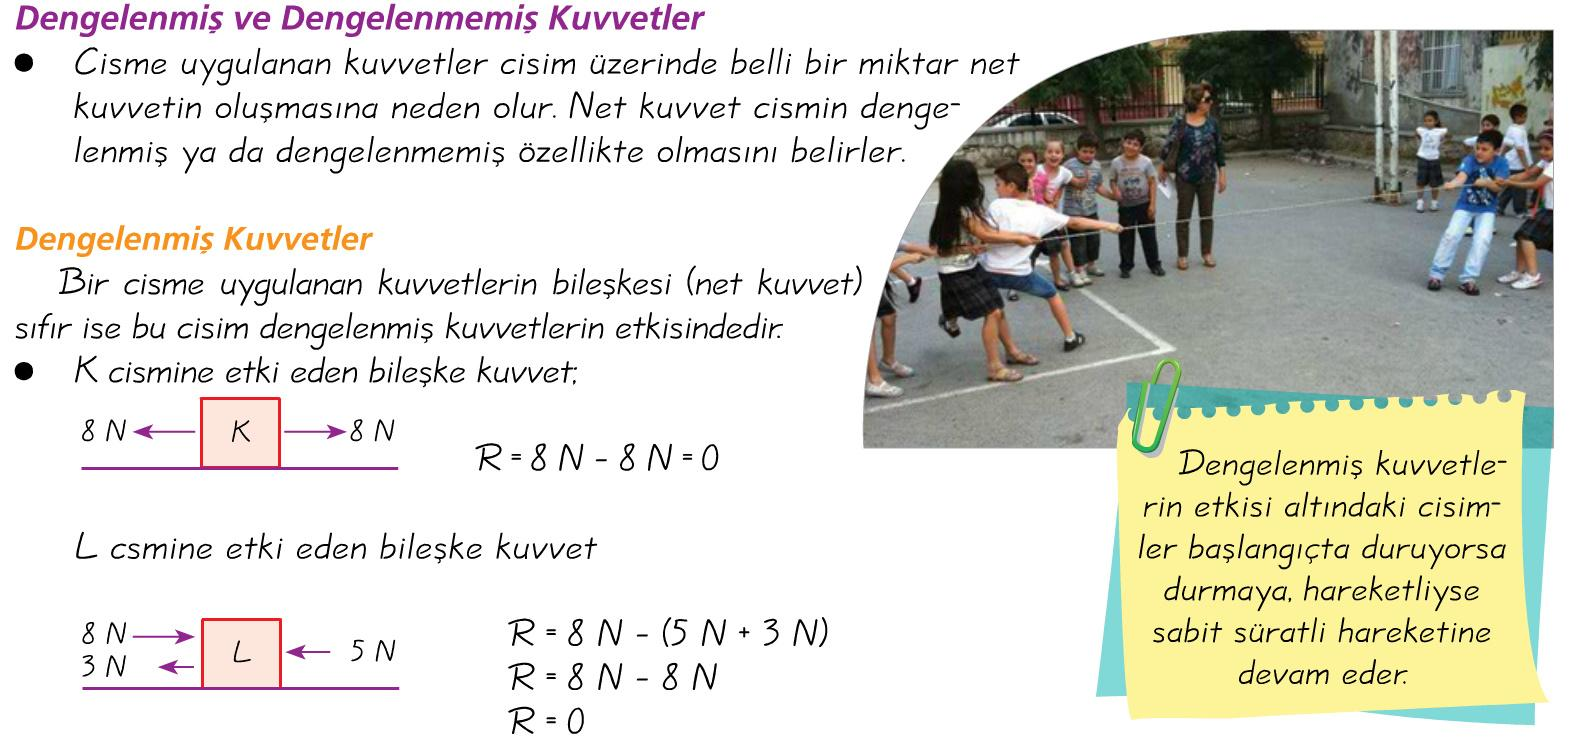 Dengelenmiş ve Dengelenmemiş Kuvvetler
● Cisme uygulanan kuvvetler cisim üzerinde belli bir miktar net
kuvvetin oluşmasına neden olur. Net kuvvet cismin denge-
lenmiş ya da dengelenmemiş özellikte olmasını belirler.
Dengelenmiş Kuvvetler
Bir cisme uygulanan kuvvetlerin bileşkesi (net kuvvet)
sıfır ise bu cisim dengelenmiş kuvvetlerin etkisindedir.
● K cismine etki eden bileşke kuvvet;
8 N K 8 N
R = 8 N - 8 N = 0
L csmine etki eden bileşke kuvvet
8 N
3 N
L
5 N
R = 8 N - (5 N + 3 N)
R = 8 N - 8 N
R = 0
Dengelenmiş kuvvetle-
rin etkisi altındaki cisim-
ler başlangıçta duruyorsa
durmaya, hareketliyse
sabit süratli hareketine
devam eder.